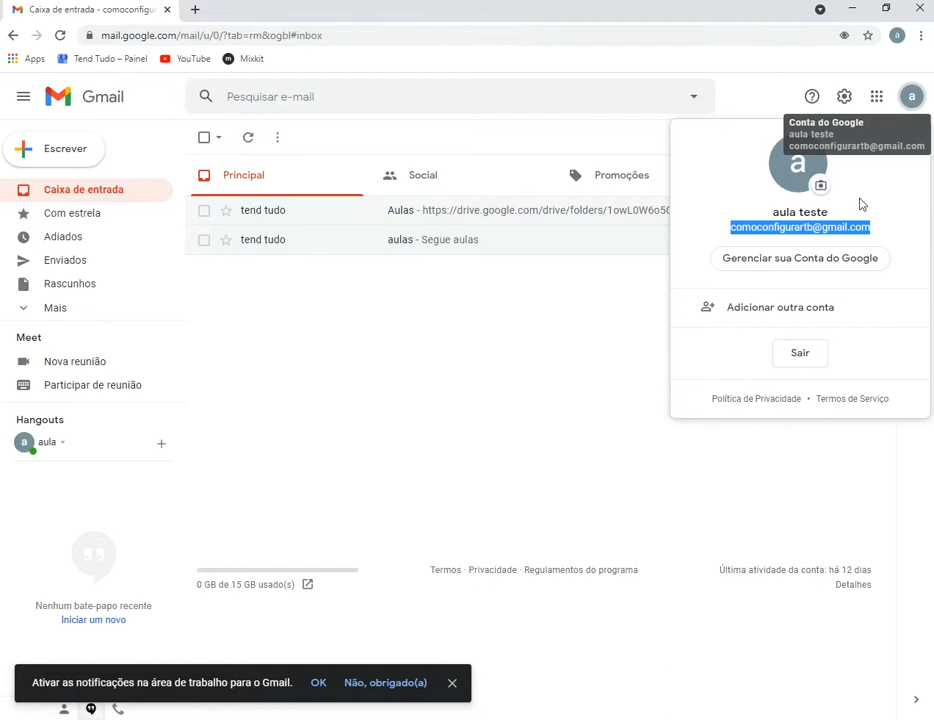 Caixa de entrada - comoconfigu
mail.google.com/mail/u/0/?tab=rm&ogbl#inbox
a
Apps
Tend Tudo – Painel
YouTube
m
Mixkit
Gmail
Pesquisar e-mail
a
Conta do Google
aula teste
comoconfigurartb@gmail.com
Escrever
Principal
Social
Promoções
a
Caixa de entrada
Com estrela
Adiados
Enviados
Rascunhos
Mais
tend tudo
Aulas - https://drive.google.com/drive/folders/1owL0W6o5
tend tudo
aulas - Segue aulas
aula teste
comoconfigurartb@gmail.com
Gerenciar sua Conta do Google
Adicionar outra conta
Sair
Política de Privacidade • Termos de Serviço
Meet
Nova reunião
Participar de reunião
Hangouts
a
aula
Nenhum bate-papo recente
Iniciar um novo
0 GB de 15 GB usado(s)
Termos · Privacidade · Regulamentos do programa
Última atividade da conta: há 12 dias
Detalhes
Ativar as notificações na área de trabalho para o Gmail.
OK
Não, obrigado(a)